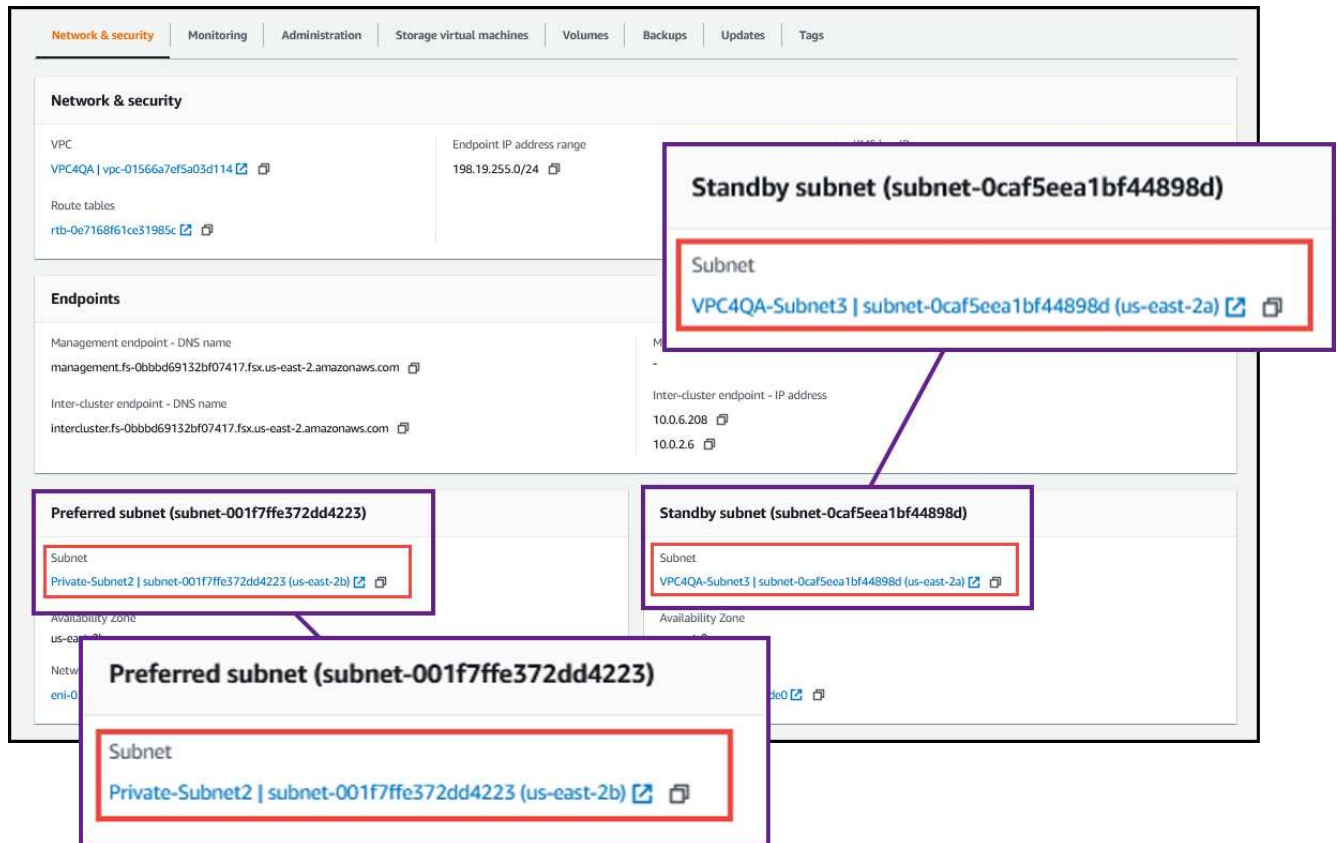 Network & security Monitoring Administration Storage virtual machines Volumes Backups Updates Tags
Network & security
VPC
VPC4QA | vpc-01566a7ef5a03d114
Route tables
rtb-0e7168f61ce31985c
Endpoint IP address range
198.19.255.0/24
Standby subnet (subnet-0caf5eea1bf44898d)
Subnet
VPC4QA-Subnet3 | subnet-0caf5eea1bf44898d (us-east-2a)
Endpoints
Management endpoint - DNS name
management.fs-0bbbd69132bf07417.fsx.us-east-2.amazonaws.com
Inter-cluster endpoint - DNS name
intercluster.fs-0bbbd69132bf07417.fsx.us-east-2.amazonaws.com
-
Inter-cluster endpoint - IP address
10.0.6.208
10.0.2.6
Preferred subnet (subnet-001f7ffe372dd4223)
Subnet
Private-Subnet2 | subnet-001f7ffe372dd4223 (us-east-2b)
Availability Zone
Standby subnet (subnet-0caf5eea1bf44898d)
Subnet
VPC4QA-Subnet3 | subnet-0caf5eea1bf44898d (us-east-2a)
Availability Zone
Preferred subnet (subnet-001f7ffe372dd4223)
Subnet
Private-Subnet2 | subnet-001f7ffe372dd4223 (us-east-2b)